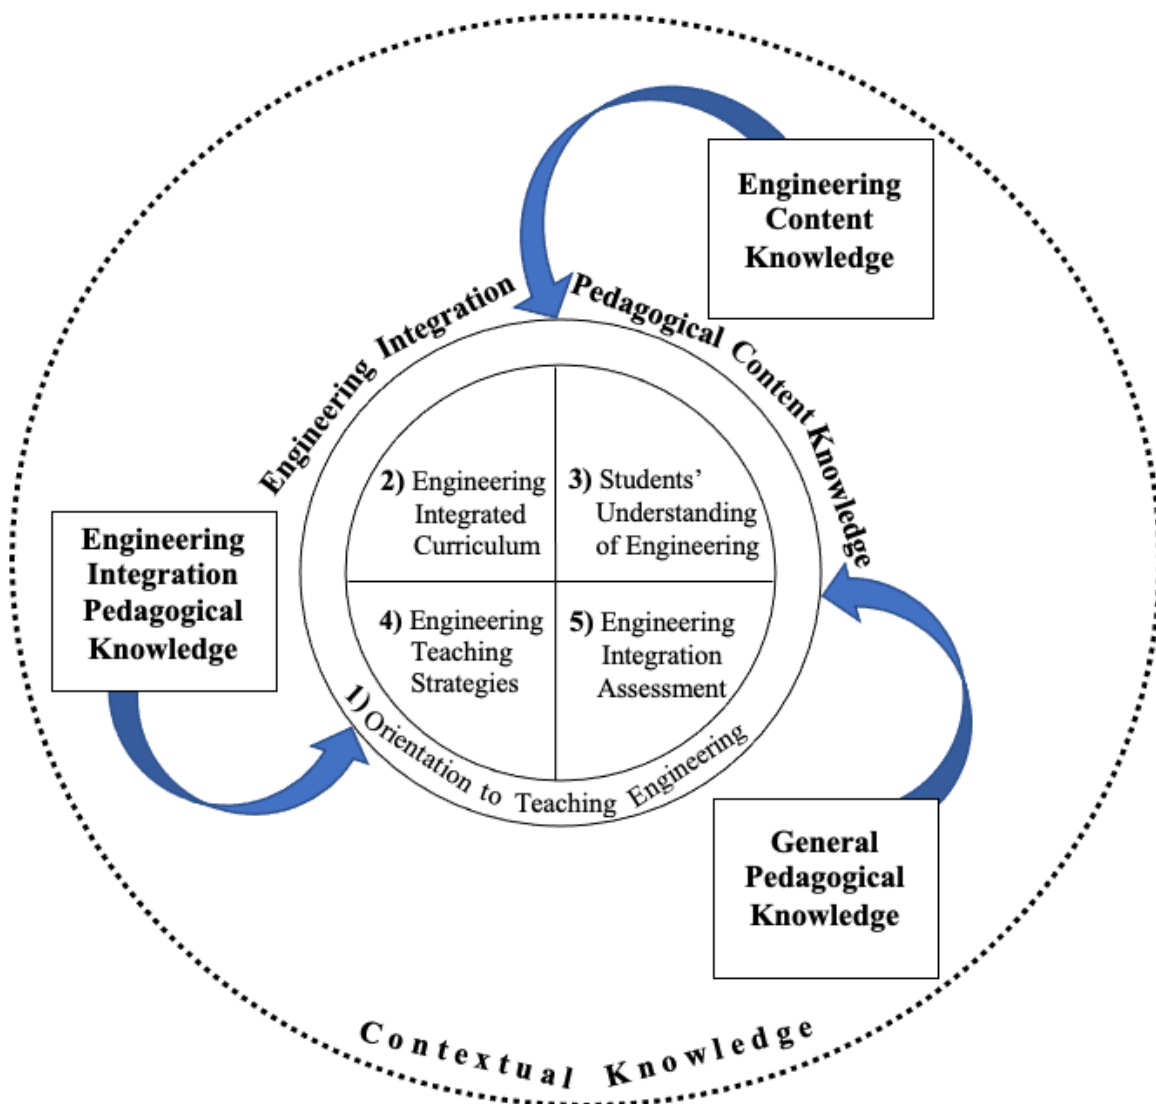 Engineering
Content
Knowledge
Engineering Integration Pedagogical Content Knowledge
2) Engineering
Integrated
Curriculum
3) Students’
Understanding
of Engineering
Engineering
Integration
Pedagogical
Knowledge
4) Engineering
Teaching
Strategies
5) Engineering
Integration
Assessment
1) Orientation to Teaching Engineering
General
Pedagogical
Knowledge
Contextual Knowledge